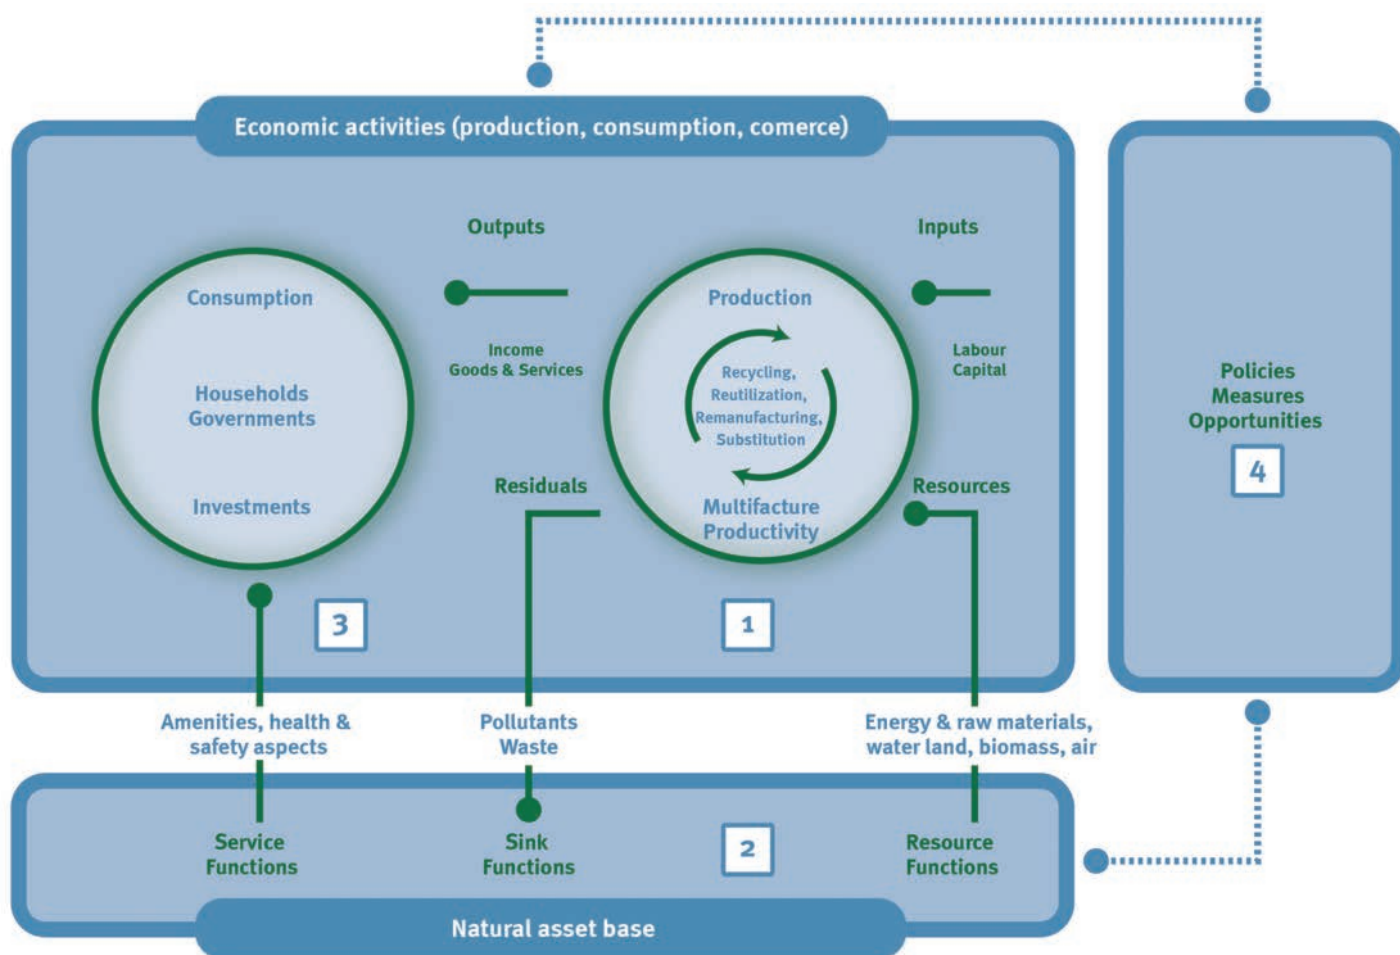 Economic activities (production, consumption, comerce)
Outputs
Inputs
Consumption
Production
Income
Goods & Services
Labour
Capital
Households
Governments
Recycling,
Reutilization,
Remanufacturing,
Substitution
Policies
Measures
Opportunities
4
Investments
Residuals
Multifacture
Productivity
Resources
3
1
Amenities, health &
safety aspects
Pollutants
Waste
Energy & raw materials,
water land, biomass, air
Service
Functions
Sink
Functions
2
Resource
Functions
Natural asset base